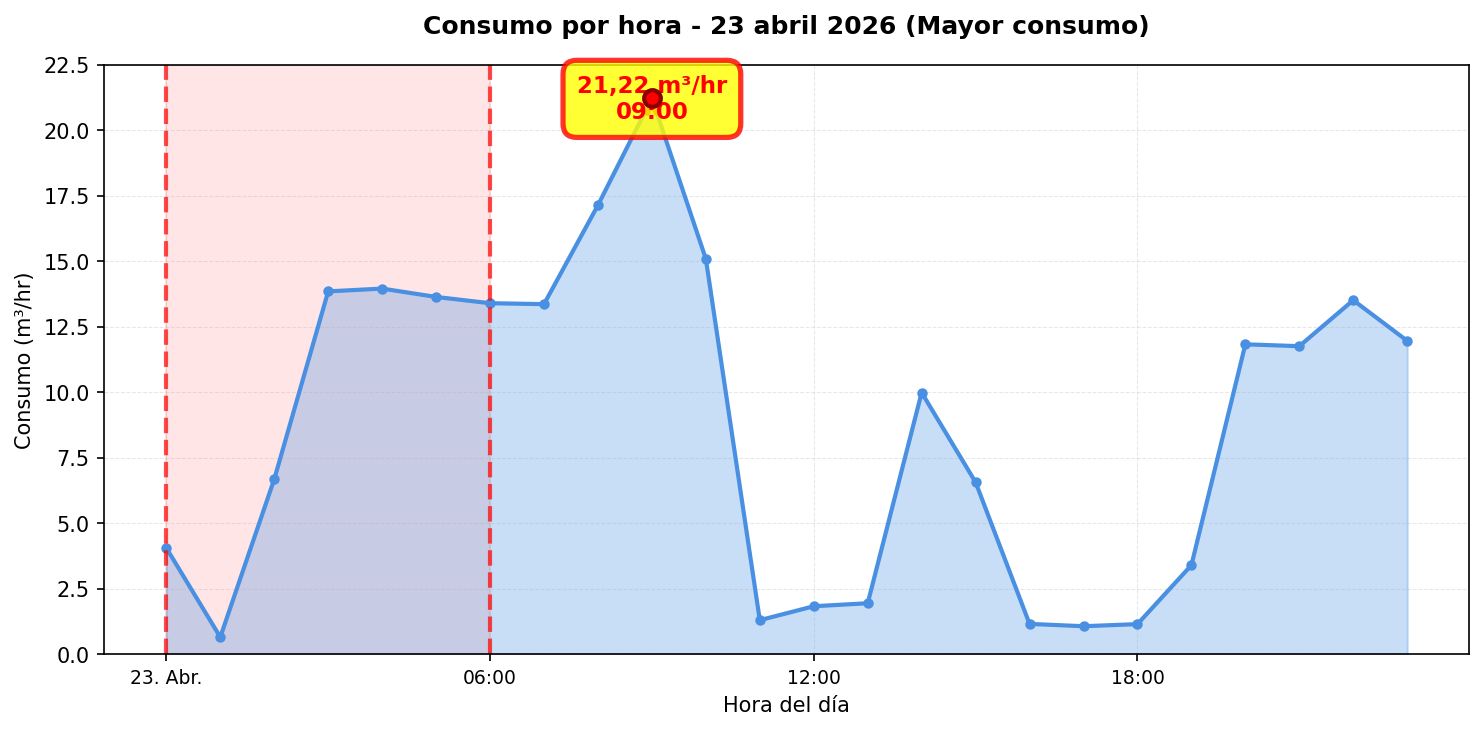 Consumo por hora - 23 abril 2026 (Mayor consumo)
22.5
20.0
17.5
15.0
12.5
10.0
7.5
5.0
2.5
0.0
Consumo (m³/hr)
21,22 m³/hr
09:00
23. Abr.
06:00
12:00
18:00
Hora del día